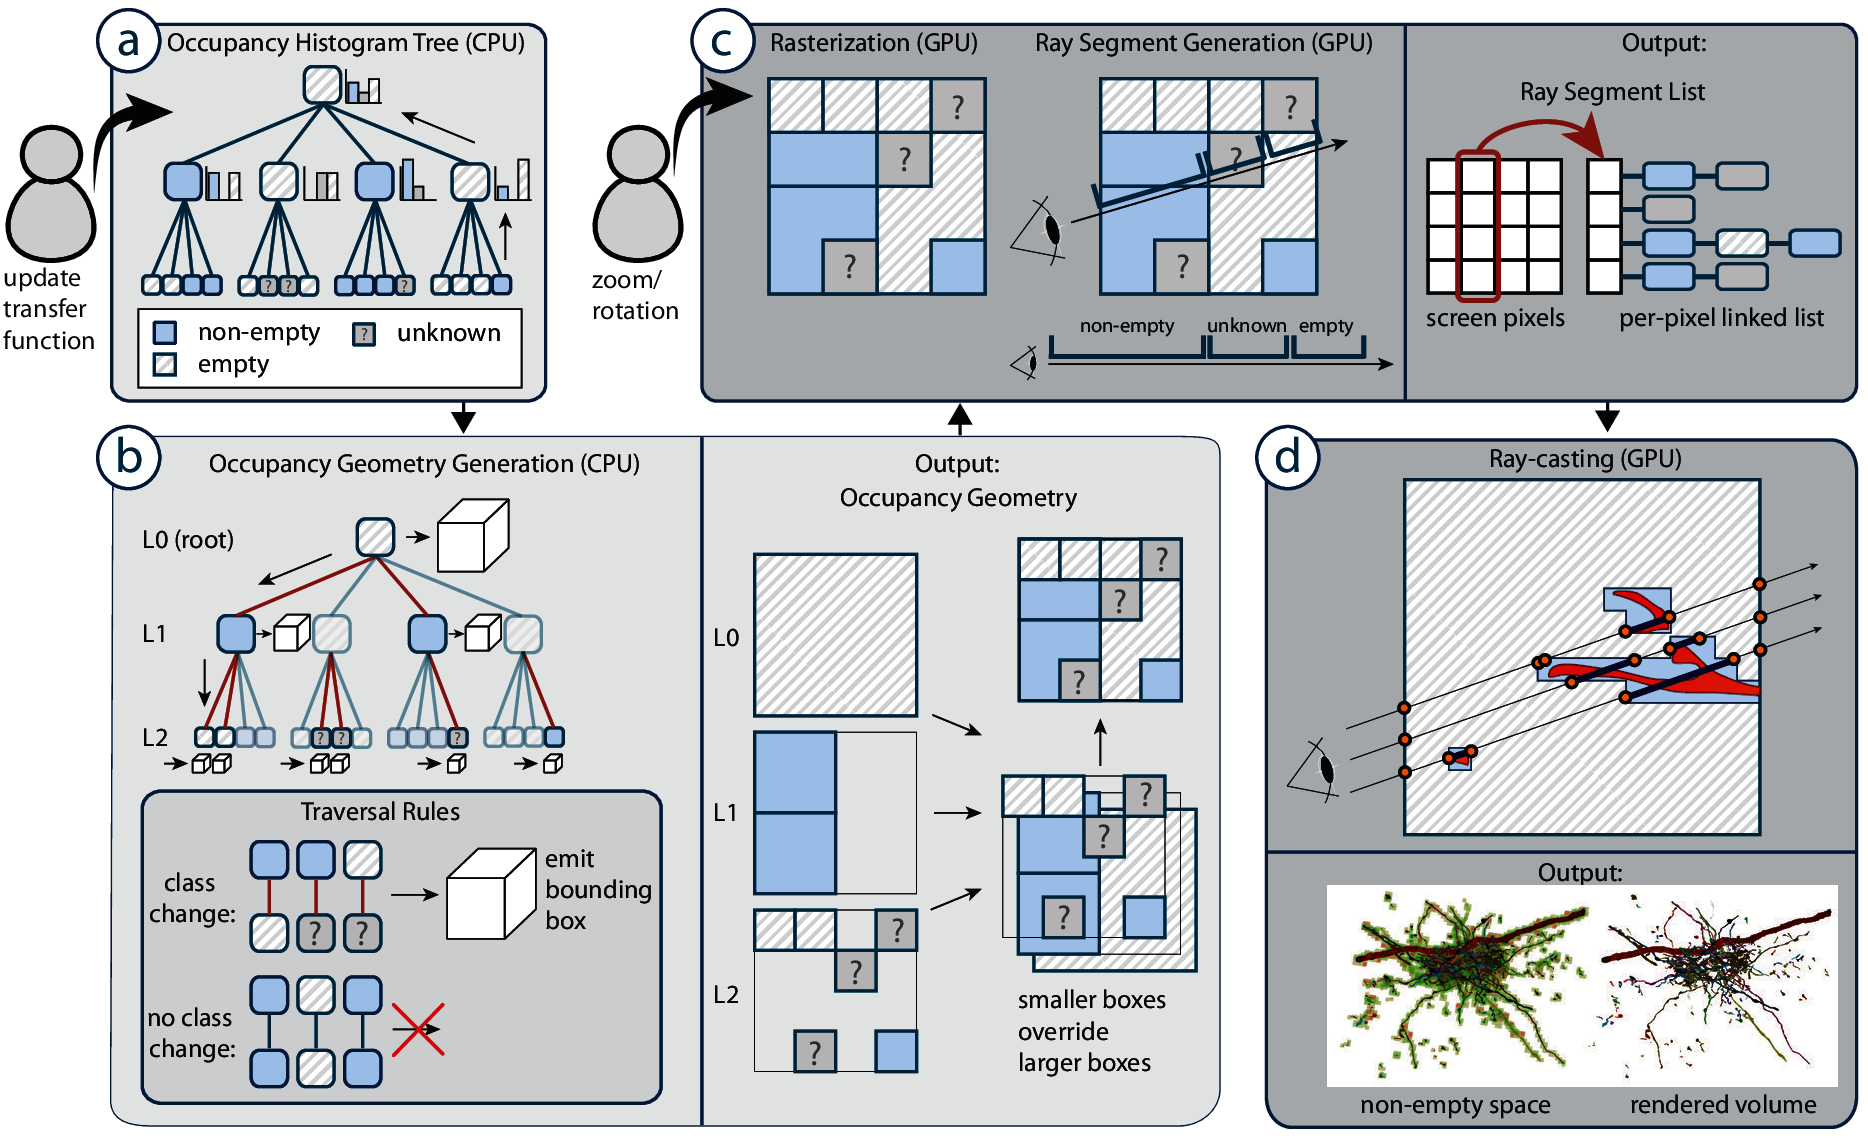 a
Occupancy Histogram Tree (CPU)
update
transfer
function
? ? ?
non-empty
? unknown
empty
c
Rasterization (GPU)
Ray Segment Generation (GPU)
?
?
?
?
?
?
zoom/
rotation
non-empty unknown empty
Output:
Ray Segment List
screen pixels
per-pixel linked list
b
Occupancy Geometry Generation (CPU)
L0 (root)
L1
L2
? ? ?
Traversal Rules
class
change:
? ?
emit
bounding
box
no class
change:
Output:
Occupancy Geometry
L0
L1
L2
?
?
?
?
?
?
?
?
?
smaller boxes
override
larger boxes
d
Ray-casting (GPU)
Output:
non-empty space
rendered volume